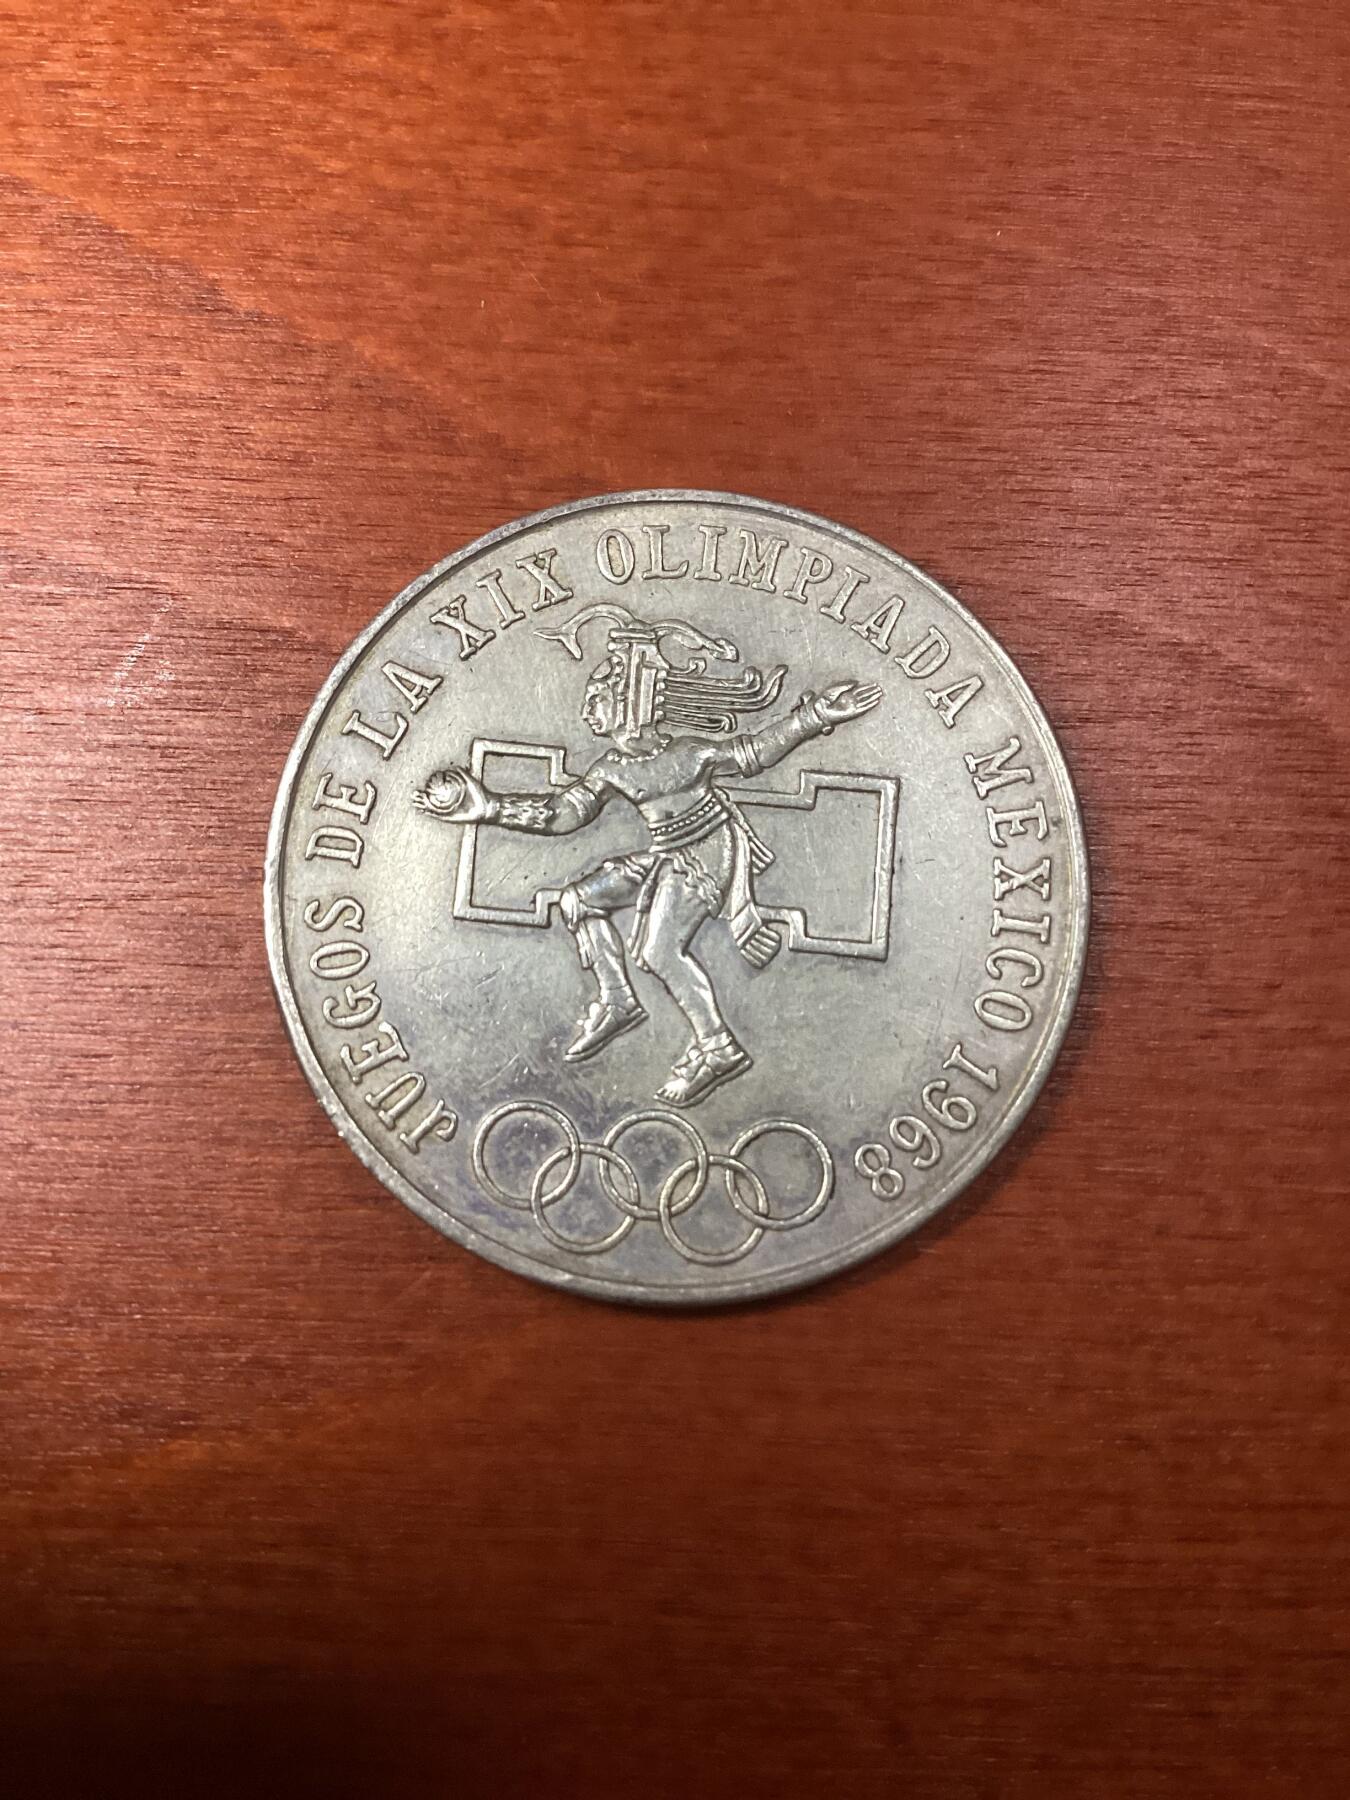 JUEGOS DE LA XIX OLIMPIADA MEXICO 1968